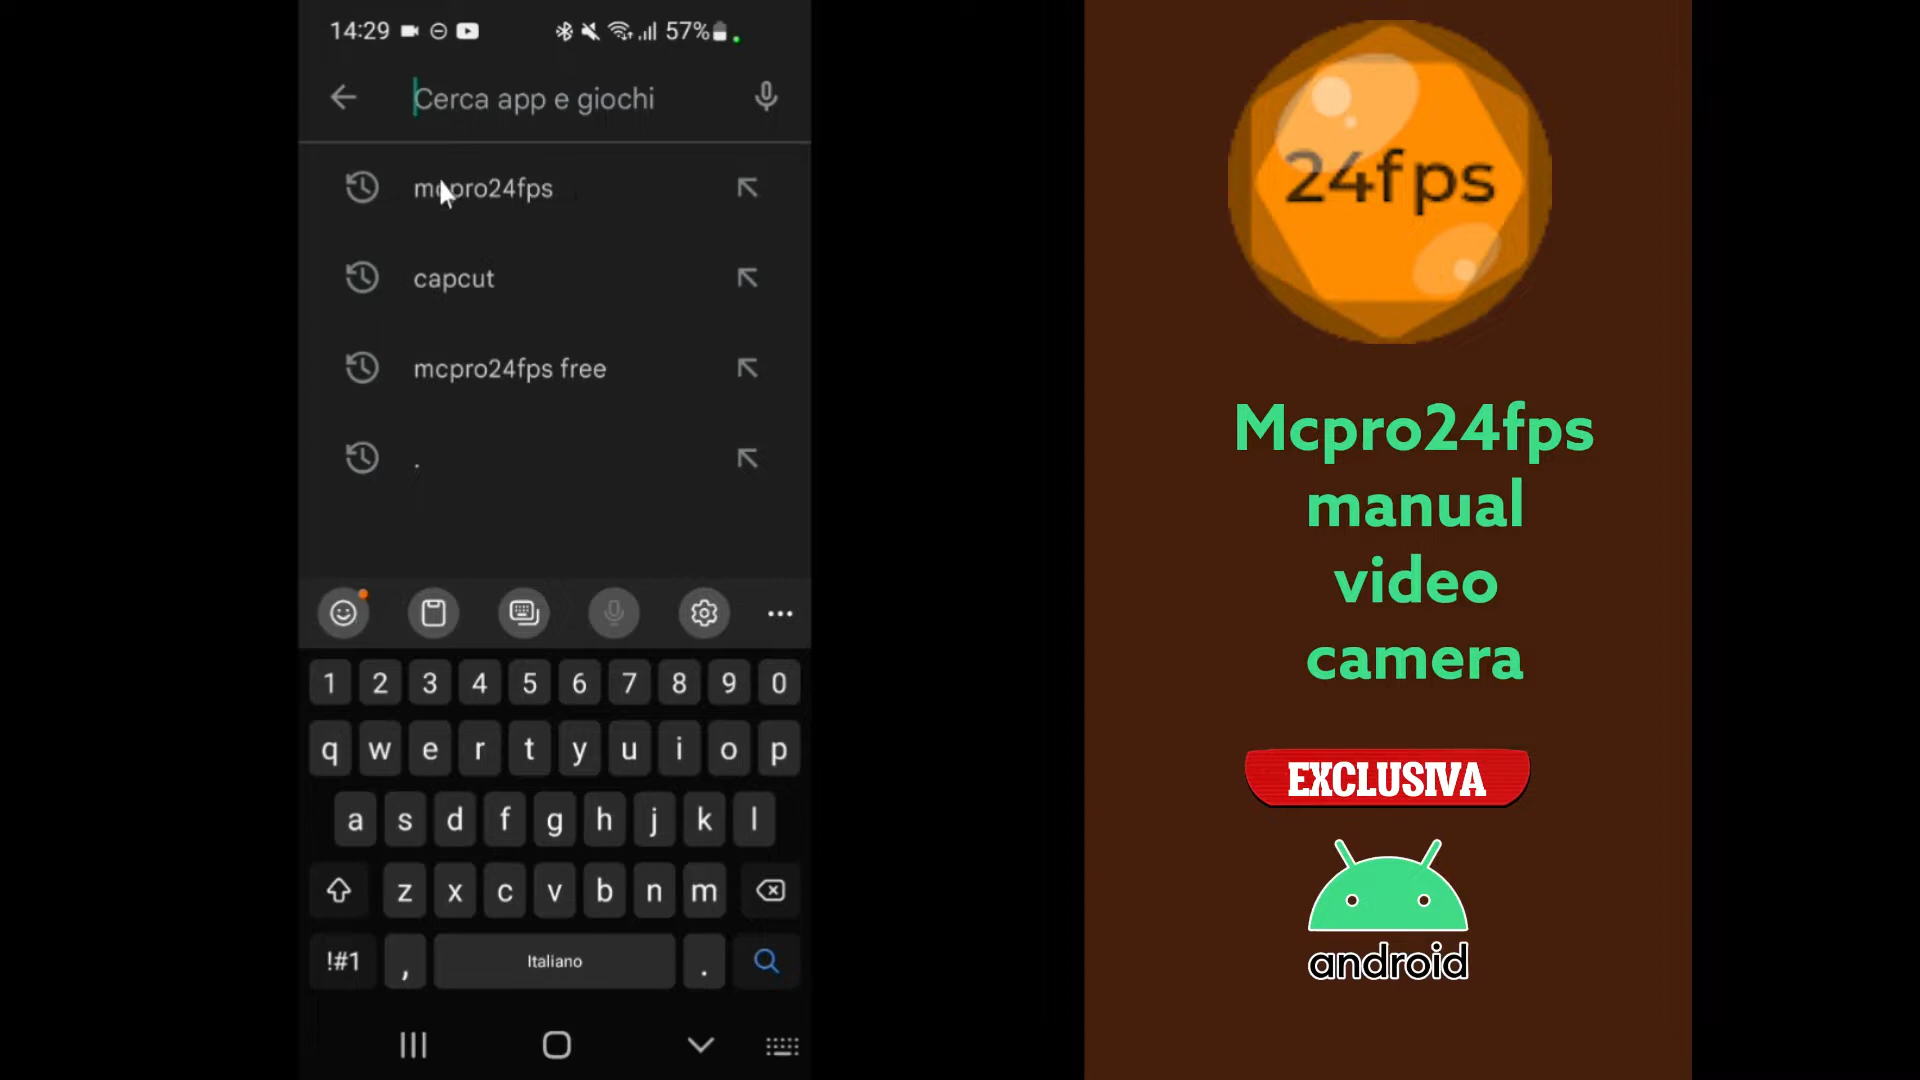 14:29
57%
Cerca app e giochi
mcpro24fps
capcut
mcpro24fps free
.
1 2 3 4 5 6 7 8 9 0
q w e r t y u i o p
a s d f g h j k l
z x c v b n m
!#1 , Italiano .
24fps
Mcpro24fps
manual
video
camera
EXCLUSIVA
android